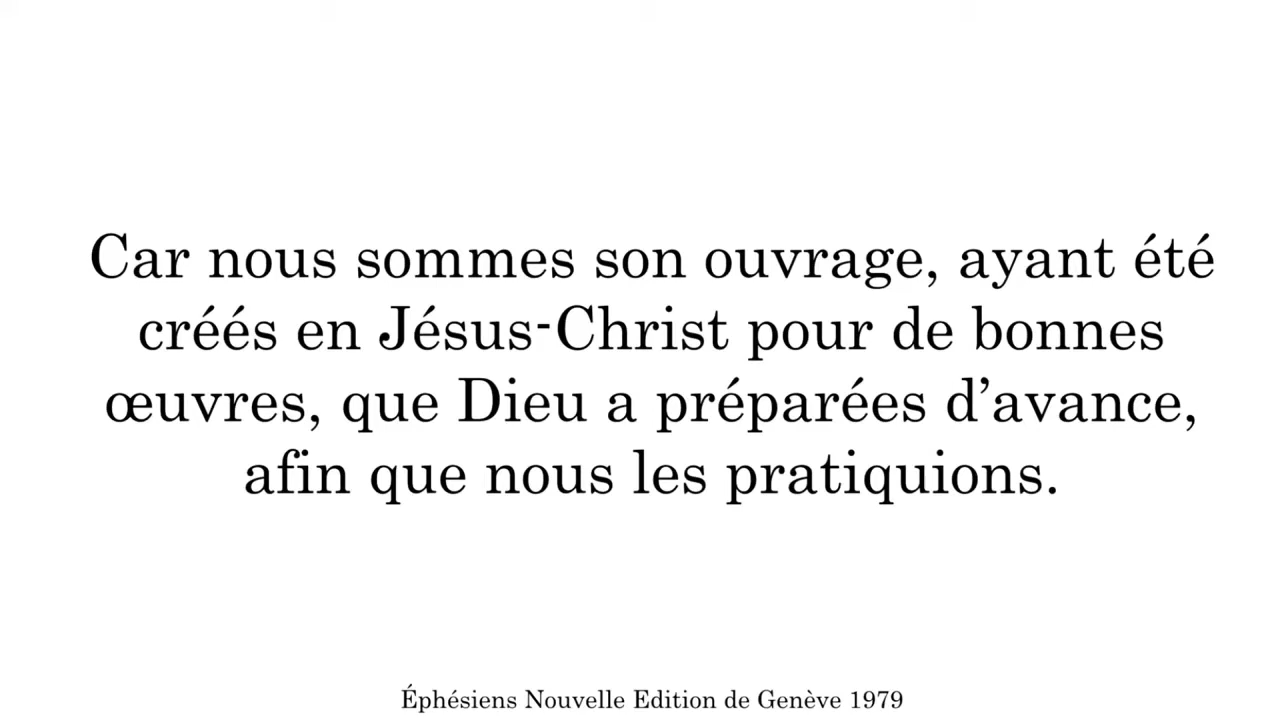 Car nous sommes son ouvrage, ayant été
créés en Jésus-Christ pour de bonnes
œuvres, que Dieu a préparées d’avance,
afin que nous les pratiquions.
Éphésiens Nouvelle Edition de Genève 1979